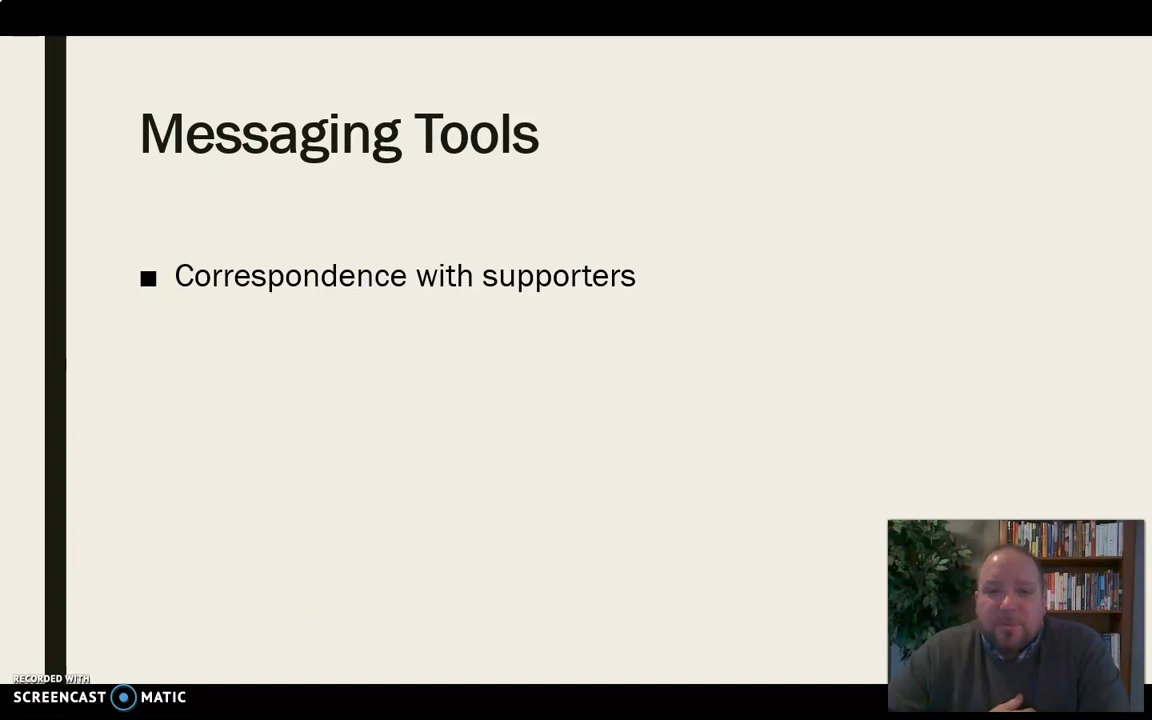 Messaging Tools
■ Correspondence with supporters
RECORDED WITH
SCREENCAST MATIC